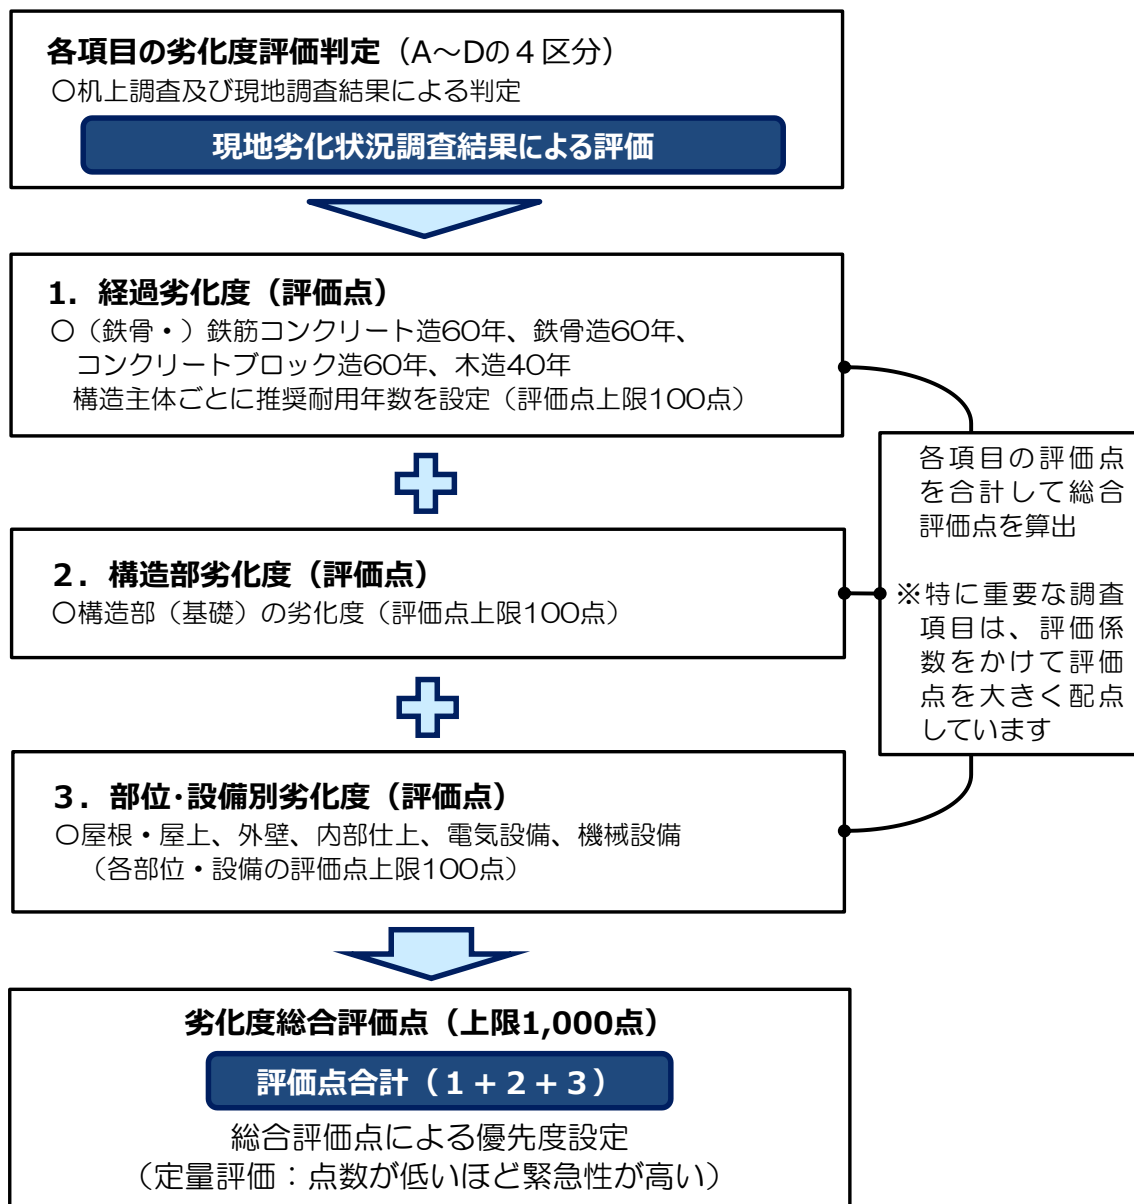 各項目の劣化度評価判定（A～Dの４区分）
○机上調査及び現地調査結果による判定
現地劣化状況調査結果による評価
1．経過劣化度（評価点）
○（鉄骨・）鉄筋コンクリート造60年、鉄骨造60年、
コンクリートブロック造60年、木造40年
構造主体ごとに推奨耐用年数を設定（評価点上限100点）
２．構造部劣化度（評価点）
○構造部（基礎）の劣化度（評価点上限100点）
３．部位･設備別劣化度（評価点）
○屋根・屋上、外壁、内部仕上、電気設備、機械設備
（各部位・設備の評価点上限100点）
各項目の評価点
を合計して総合
評価点を算出
※特に重要な調査
項目は、評価係
数をかけて評価
点を大きく配点
しています
劣化度総合評価点（上限1,000点）
評価点合計（１＋２＋３）
総合評価点による優先度設定
（定量評価：点数が低いほど緊急性が高い）